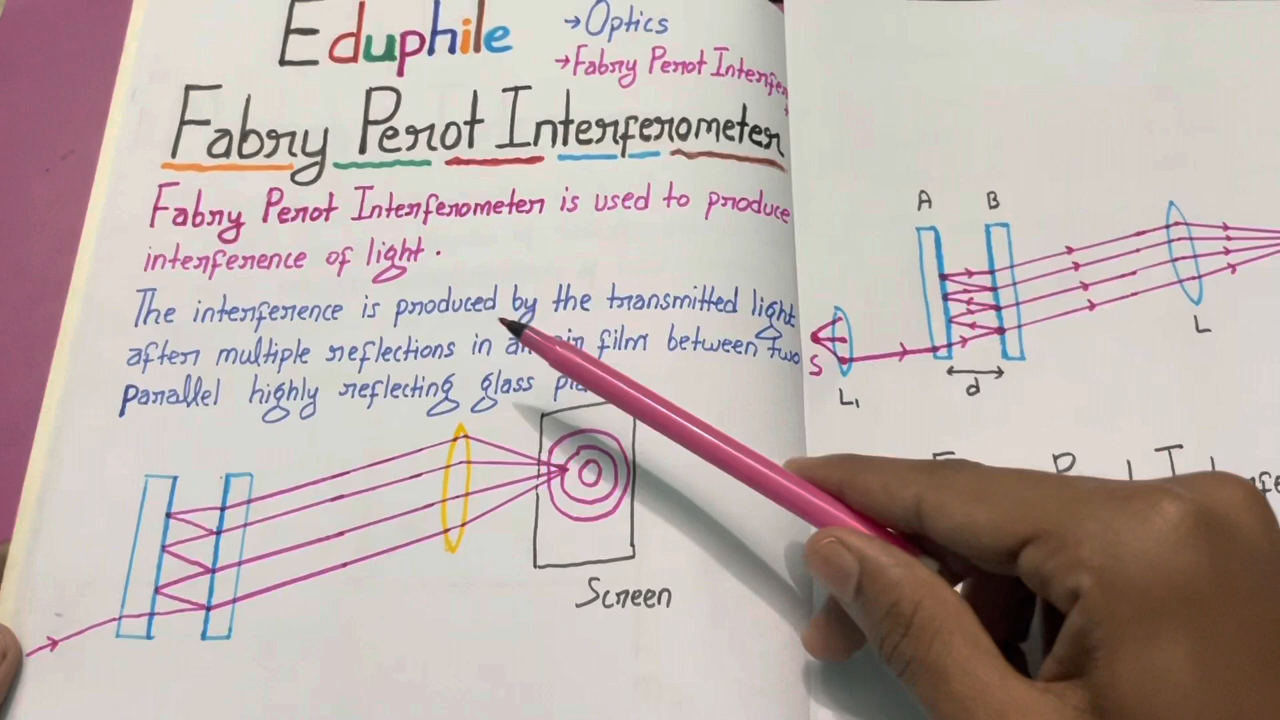 Eduphile
→Optics
→Fabry Perot
Fabry Perot Interferometer
Fabry Perot Interferometer is used to produce
interference of light.
The interference is produced by the transmitted light
after multiple reflections in an air film between two
parallel highly reflecting glass
Screen
A B
S
L1
d
L